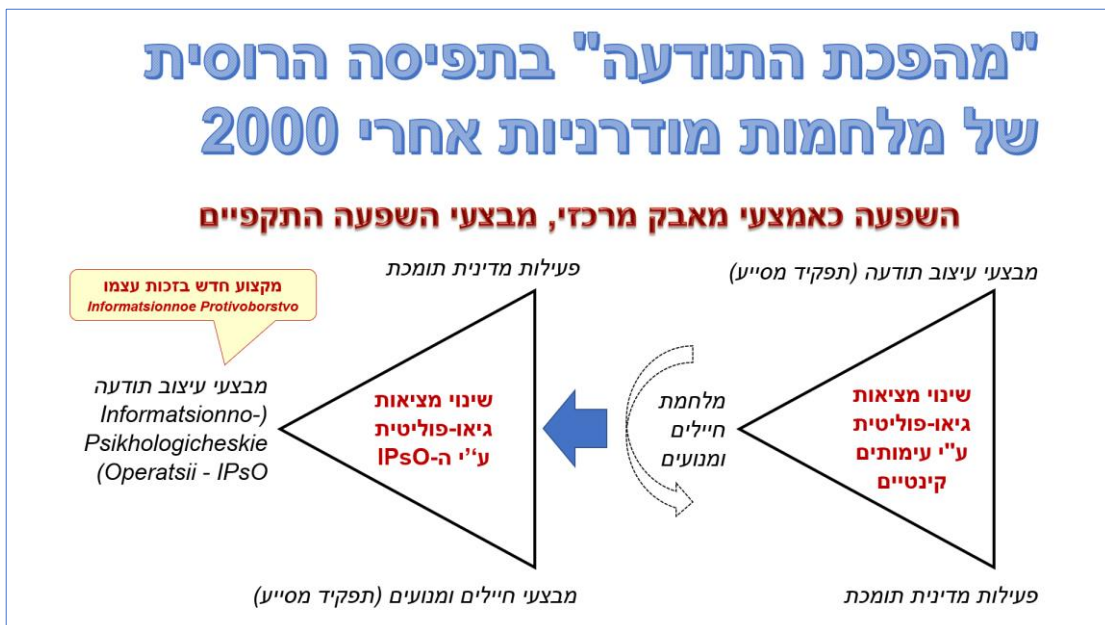 "מהפכת התודעה" בתפיסה הרוסית
של מלחמות מודרניות אחרי 2000
השפעה כאמצעי מאבק מרכזי, מבצעי השפעה התקפיים
מבצעי עיצוב תודעה (תפקיד מסייע)
שינוי מציאות
גיאו-פוליטית
ע"י עימותים
קינטיים
פעילות מדינית תומכת
מלחמת
חיילים
ומנועים
פעילות מדינית תומכת
שינוי מציאות
גיאו-פוליטית
ע"י ה-IPsO
מבצעי חיילים ומנועים (תפקיד מסייע)
מקצוע חדש בזכות עצמו
Informatsionnoe Protivoborstvo
מבצעי עיצוב תודעה
Informatsionno-)
Psikhologicheskie
(Operatsii - IPsO